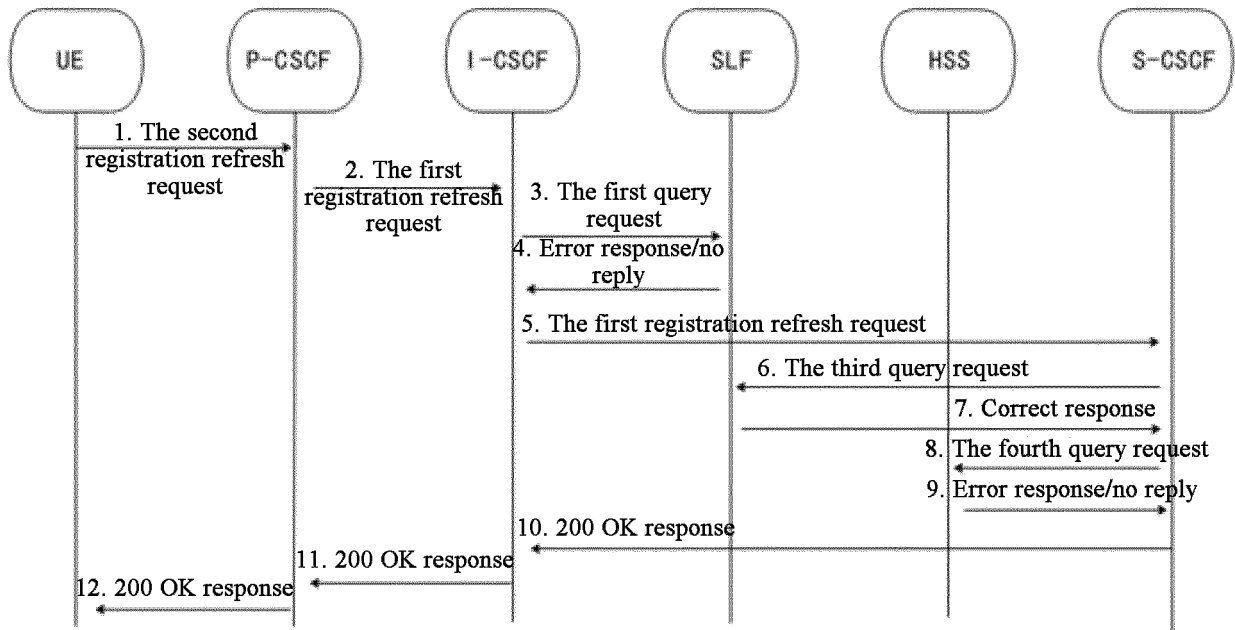 UE
P-CSCF
I-CSCF
SLF
HSS
S-CSCF
1. The second
registration refresh
request
2. The first
registration refresh
request
3. The first query
request
4. Error response/no
reply
5. The first registration refresh request
6. The third query request
7. Correct response
8. The fourth query request
9. Error response/no reply
10. 200 OK response
11. 200 OK response
12. 200 OK response